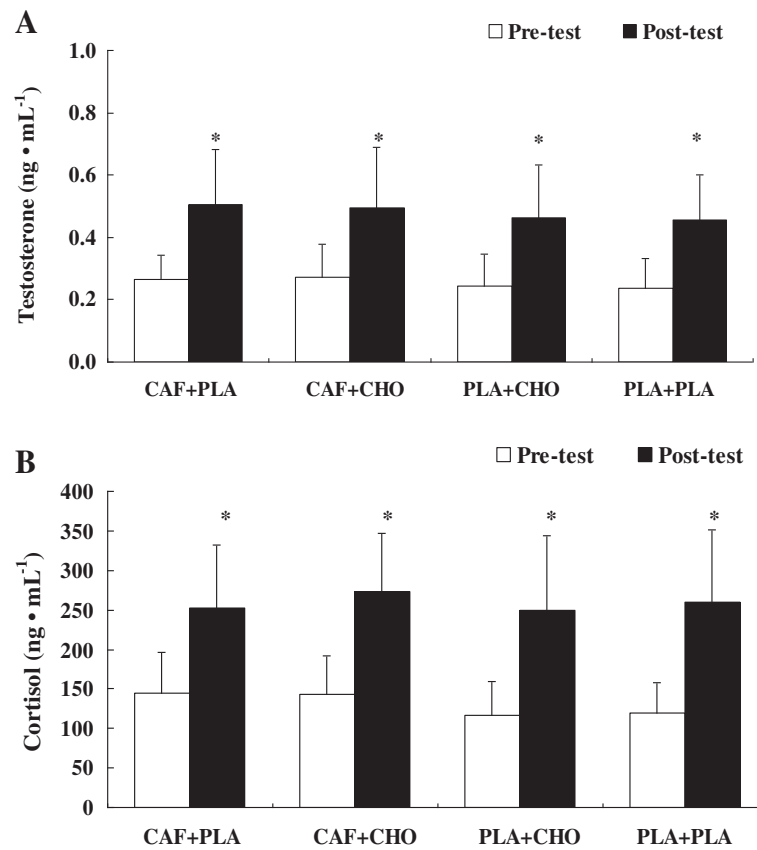 A
Pre-test Post-test
Testosterone (ng • mL⁻¹)
1.0
0.8
0.6
0.4
0.2
0.0
* * * *
CAF+PLA CAF+CHO PLA+CHO PLA+PLA
B
Pre-test Post-test
Cortisol (ng • mL⁻¹)
400
350
300
250
200
150
100
50
0
* * * *
CAF+PLA CAF+CHO PLA+CHO PLA+PLA